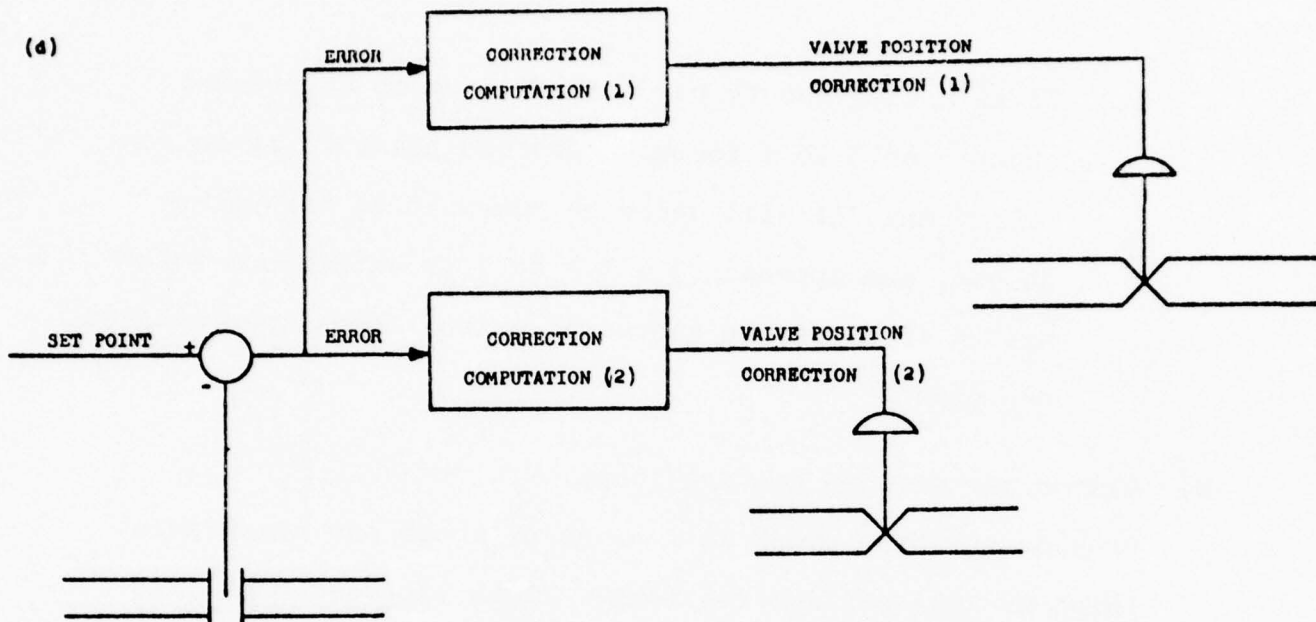 (d)
ERROR
CORRECTION
COMPUTATION (1)
VALVE POSITION
CORRECTION (1)
SET POINT
+
-
ERROR
CORRECTION
COMPUTATION (2)
VALVE POSITION
CORRECTION (2)